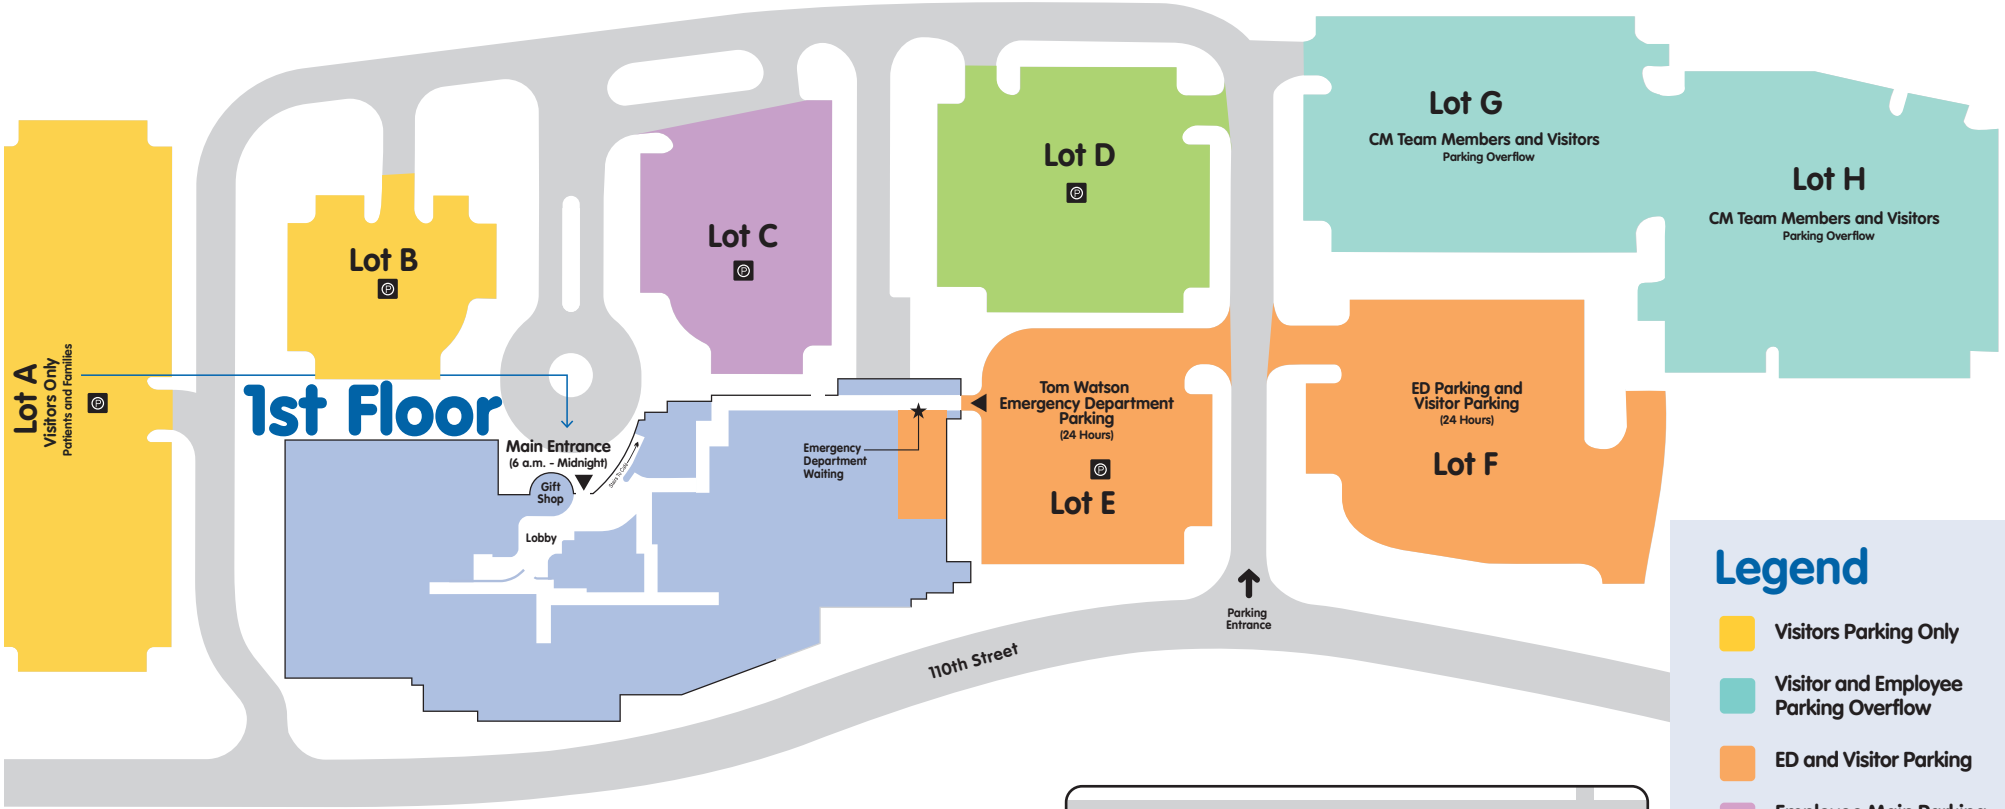 Lot G
CM Team Members and Visitors
Parking Overflow
Lot D
P
Lot H
CM Team Members and Visitors
Parking Overflow
Lot C
P
Lot B
P
Lot A
Visitors Only
Patients and Families
P
1st Floor
Main Entrance
(6 a.m. - Midnight)
Gift
Shop
Lobby
Emergency
Department
Waiting
Tom Watson
Emergency Department
Parking
(24 Hours)
P
Lot E
ED Parking and
Visitor Parking
(24 Hours)
Lot F
Parking
Entrance
110th Street
Legend
Visitors Parking Only
Visitor and Employee
Parking Overflow
ED and Visitor Parking
Employee Main Parking